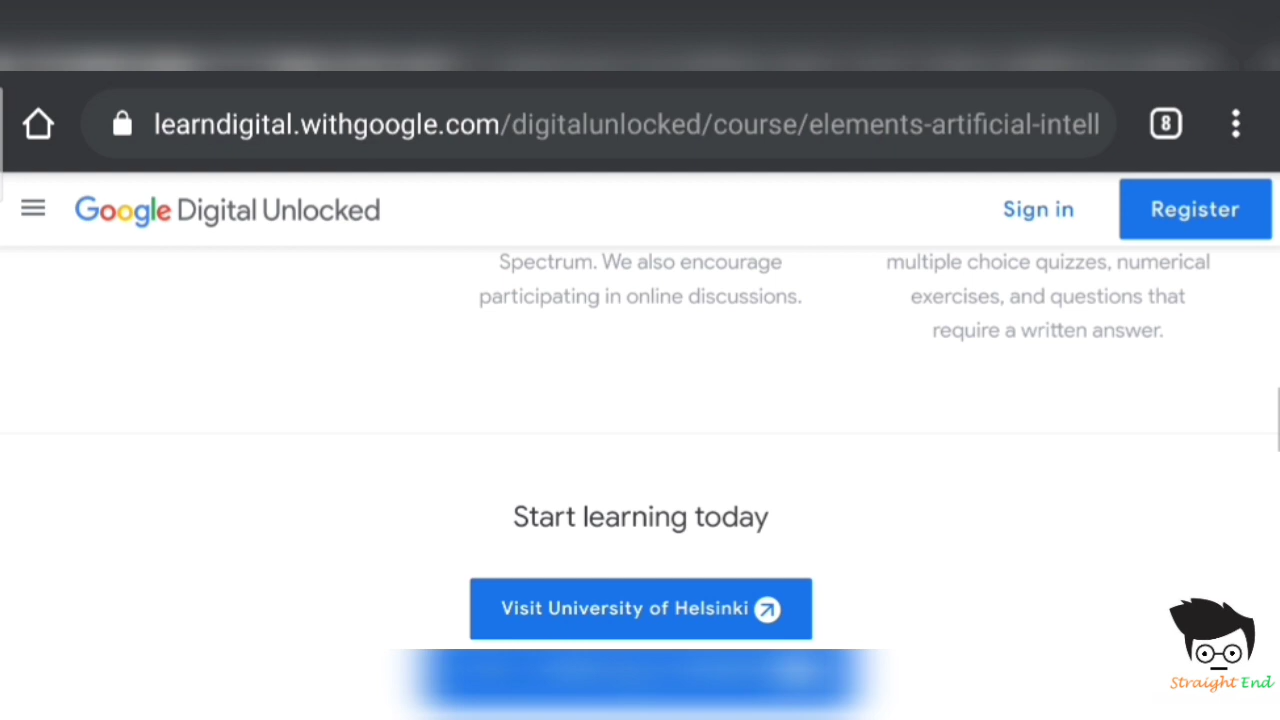 learndigital.withgoogle.com/digitalunlocked/course/elements-artificial-intell
8
Google Digital Unlocked
Sign in
Register
Spectrum. We also encourage
participating in online discussions.
multiple choice quizzes, numerical
exercises, and questions that
require a written answer.
Start learning today
Visit University of Helsinki
Straight End